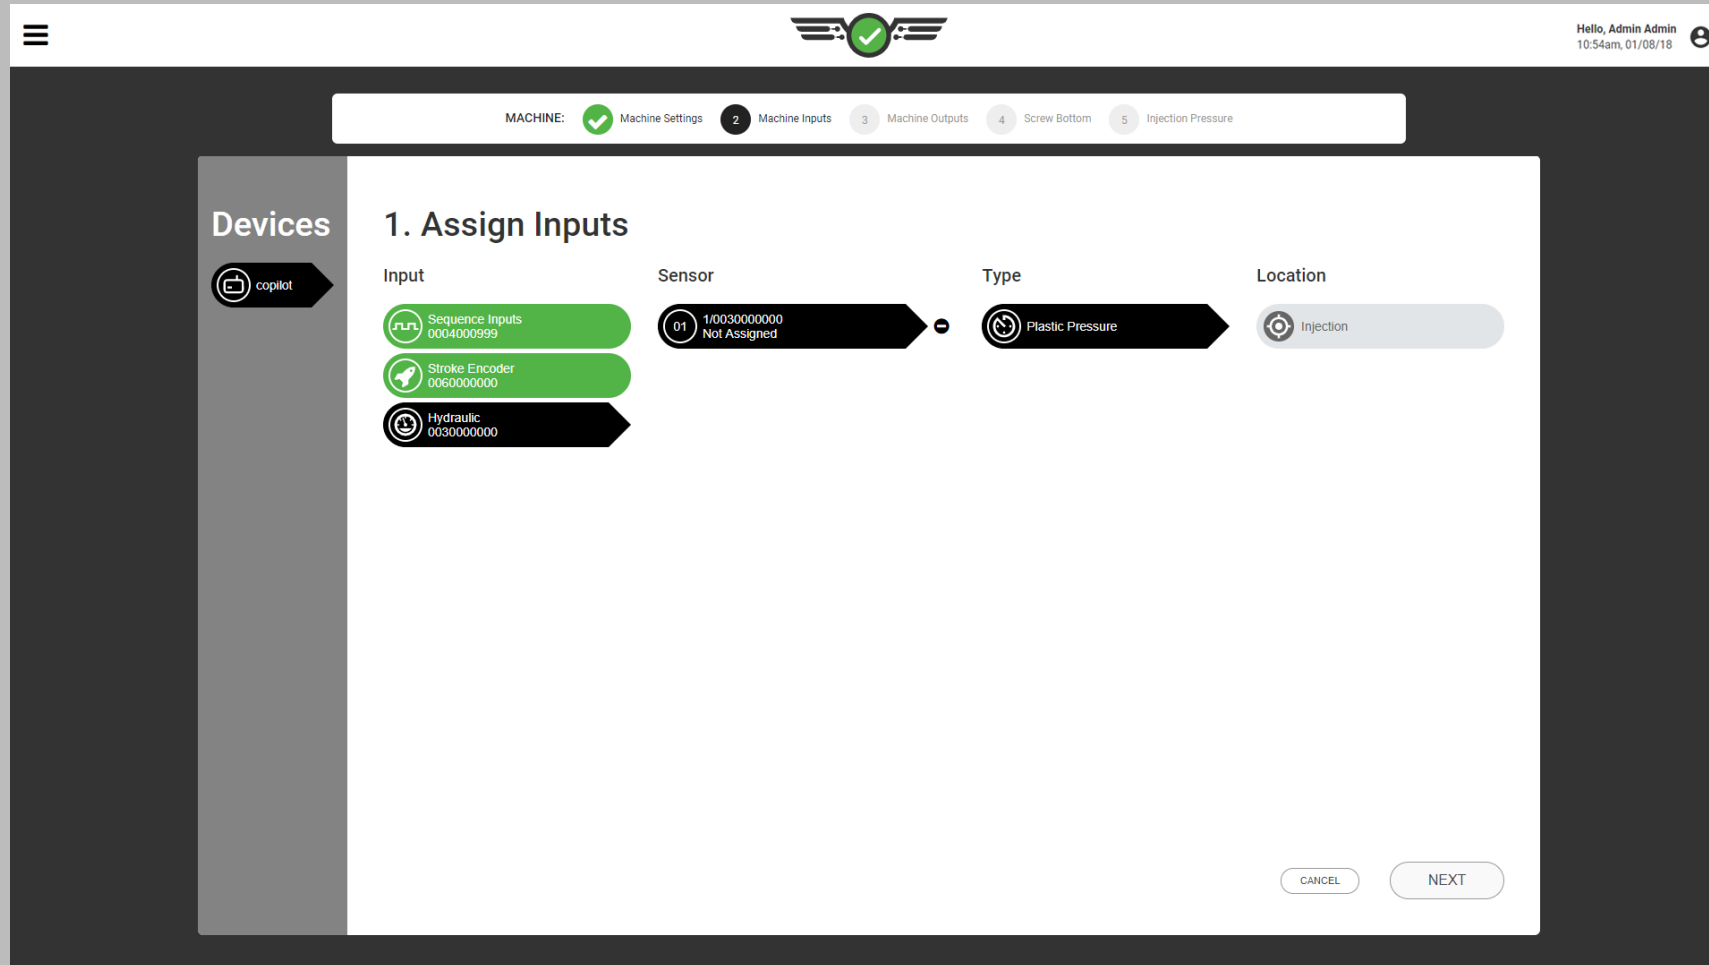 Hello, Admin Admin
10:54am, 01/08/18
MACHINE: Machine Settings 2 Machine Inputs 3 Machine Outputs 4 Screw Bottom 5 Injection Pressure
Devices
copilot
1. Assign Inputs
Input Sensor Type Location
Sequence Inputs
0004000999
01 1/0030000000
Not Assigned
Plastic Pressure
Injection
Stroke Encoder
0060000000
Hydraulic
0030000000
CANCEL NEXT